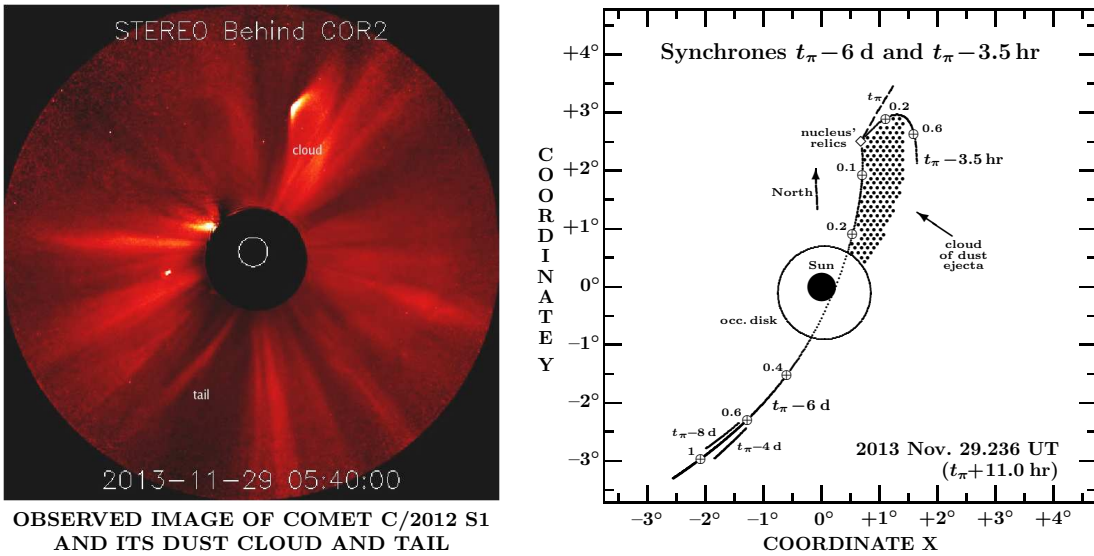 STEREO Behind COR2
cloud
tail
2013-11-29 05:40:00
OBSERVED IMAGE OF COMET C/2012 S1
AND ITS DUST CLOUD AND TAIL
Synchrones tπ−6 d and tπ−3.5 hr
+4°
+3°
+2°
+1°
0°
−1°
−2°
−3°
COORDINATE Y
tπ
0.2
0.6
nucleus'
relics
tπ−3.5 hr
0.1
North
0.2
cloud
of dust
ejecta
Sun
occ. disk
0.4
tπ−6 d
0.6
tπ−8 d
tπ−4 d
1
2013 Nov. 29.236 UT
(tπ+11.0 hr)
−3° −2° −1° 0° +1° +2° +3° +4°
COORDINATE X